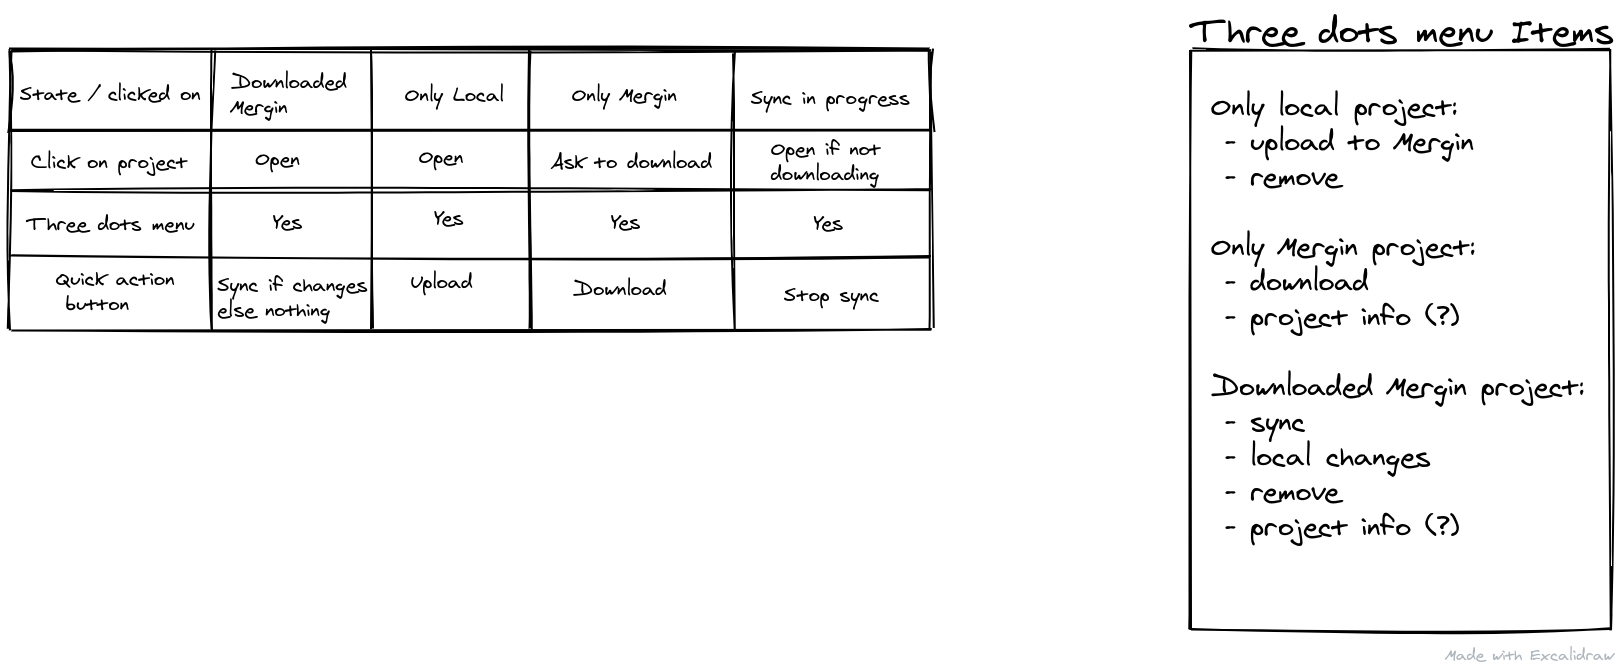 State / clicked on
Downloaded
Mergin
Only Local
Only Mergin
Sync in progress
Click on project
Open
Open
Ask to download
Open if not
downloading
Three dots menu
Yes
Yes
Yes
Yes
Quick action
button
Sync if changes
else nothing
Upload
Download
Stop sync
Three dots menu Items
Only local project:
- upload to Mergin
- remove
Only Mergin project:
- download
- project info (?)
Downloaded Mergin project:
- sync
- local changes
- remove
- project info (?)
Made with Excalidraw